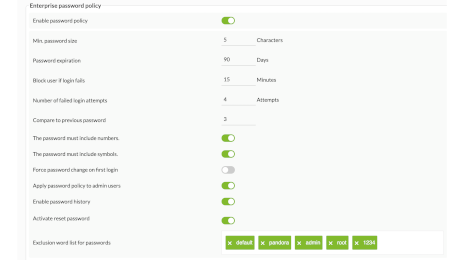 Enterprise password policy
Enable password policy
Min. password size 5 Characters
Password expiration 90 Days
Block user if login fails 15 Minutes
Number of failed login attempts 4 Attempts
Compare to previous password 3
The password must include numbers.
The password must include symbols.
Force password change on first login
Apply password policy to admin users
Enable password history
Activate reset password
Exclusion word list for passwords × default × pandora × admin × root × 1234